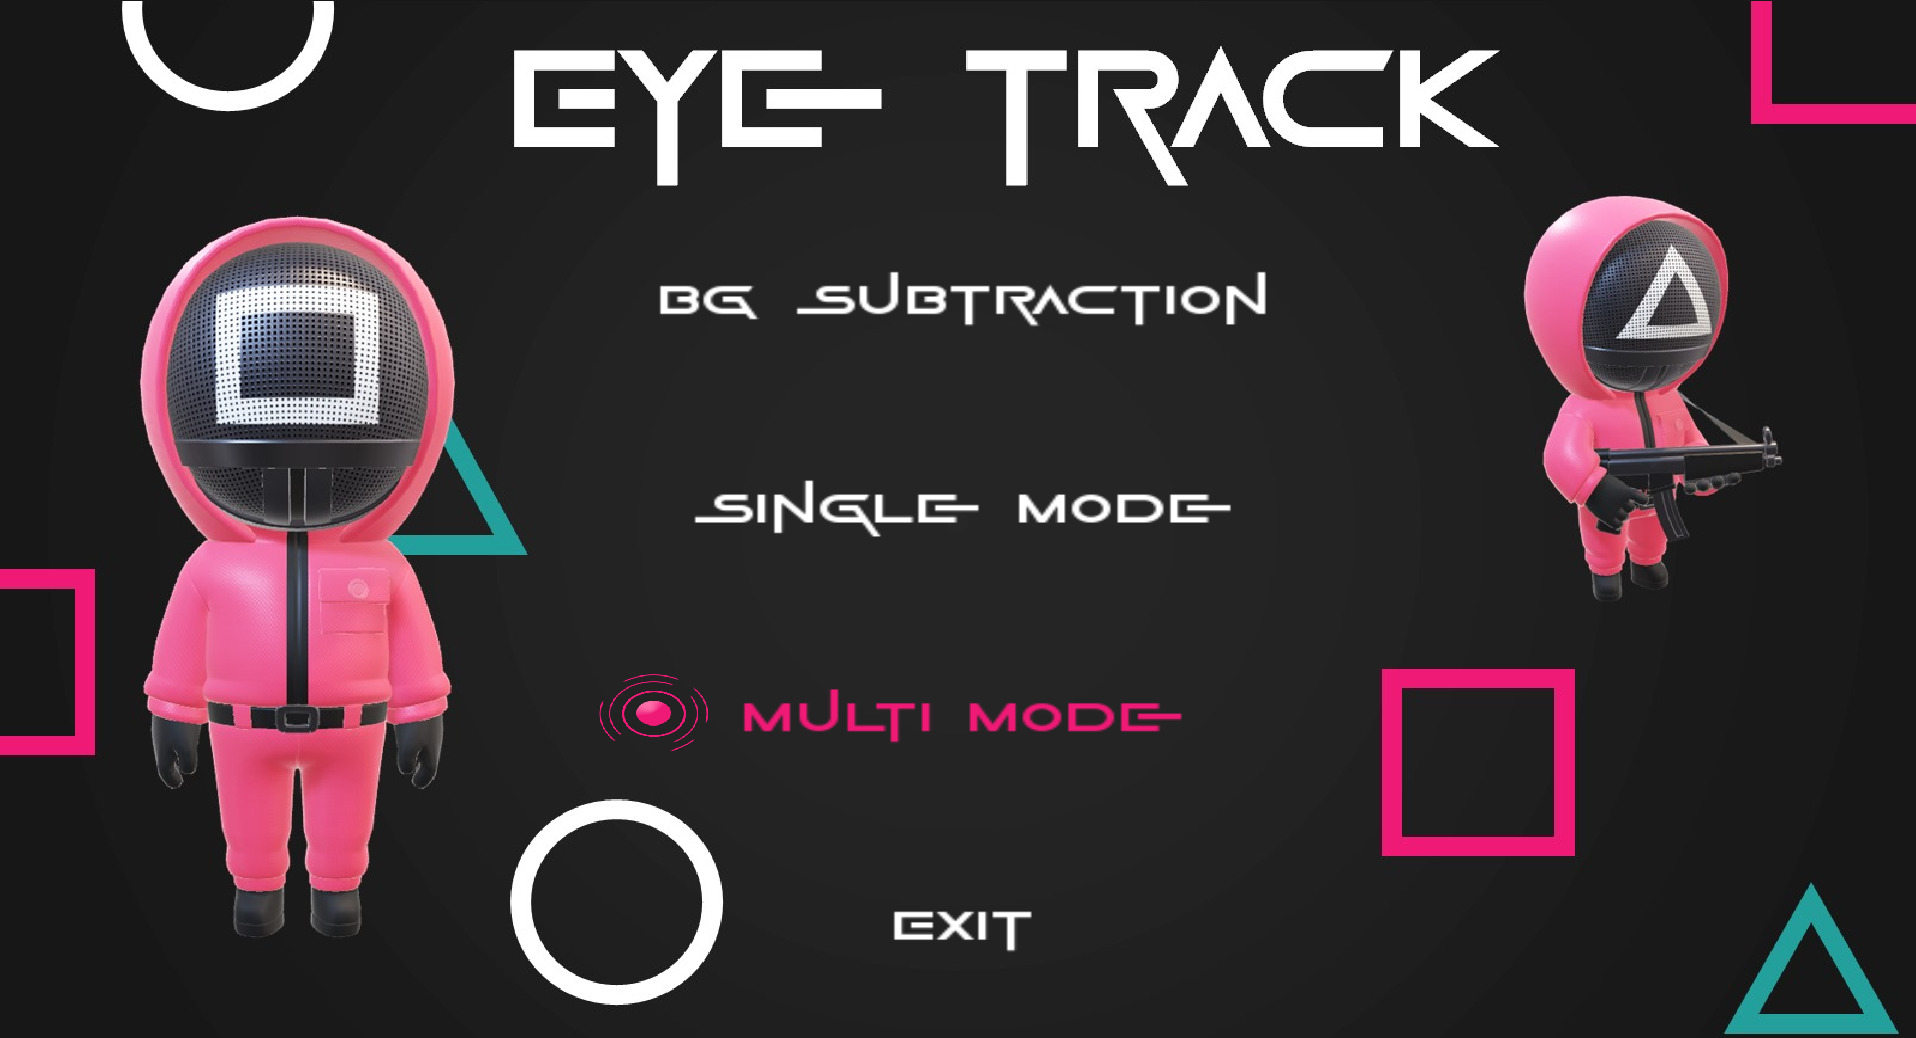 EYE TRACK
BG SUBTRACTION
SINGLE MODE
MULTI MODE
EXIT